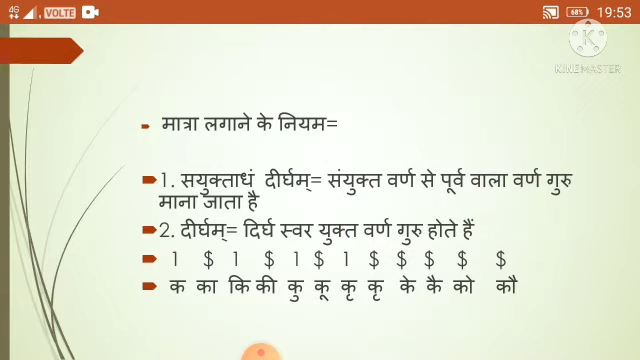 4G VOLTE 68% 19:53
KINEMASTER
मात्रा लगाने के नियम=
1. सयुक्ताधं दीर्घम्= संयुक्त वर्ण से पूर्व वाला वर्ण गुरु
माना जाता है
2. दीर्घम्= दिर्घ स्वर युक्त वर्ण गुरु होते हैं
1 $ 1 $ 1 $ 1 $ $ $ $ $
क का कि की कु कू कृ कृ के कै को कौ